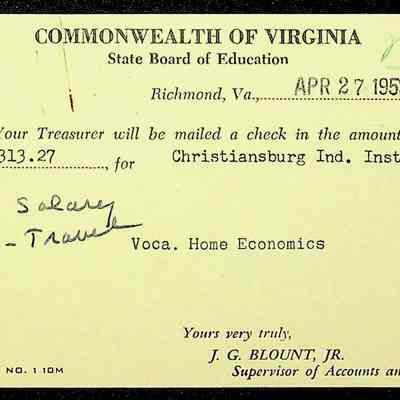 COMMONWEALTH OF VIRGINIA
State Board of Education
Richmond, Va., APR 27 195
Your Treasurer will be mailed a check in the amount
313.27, for Christiansburg Ind. Inst
Salary
- Travel
Voca. Home Economics
Yours very truly,
J. G. BLOUNT, JR.
NO. 1 10M Supervisor of Accounts an